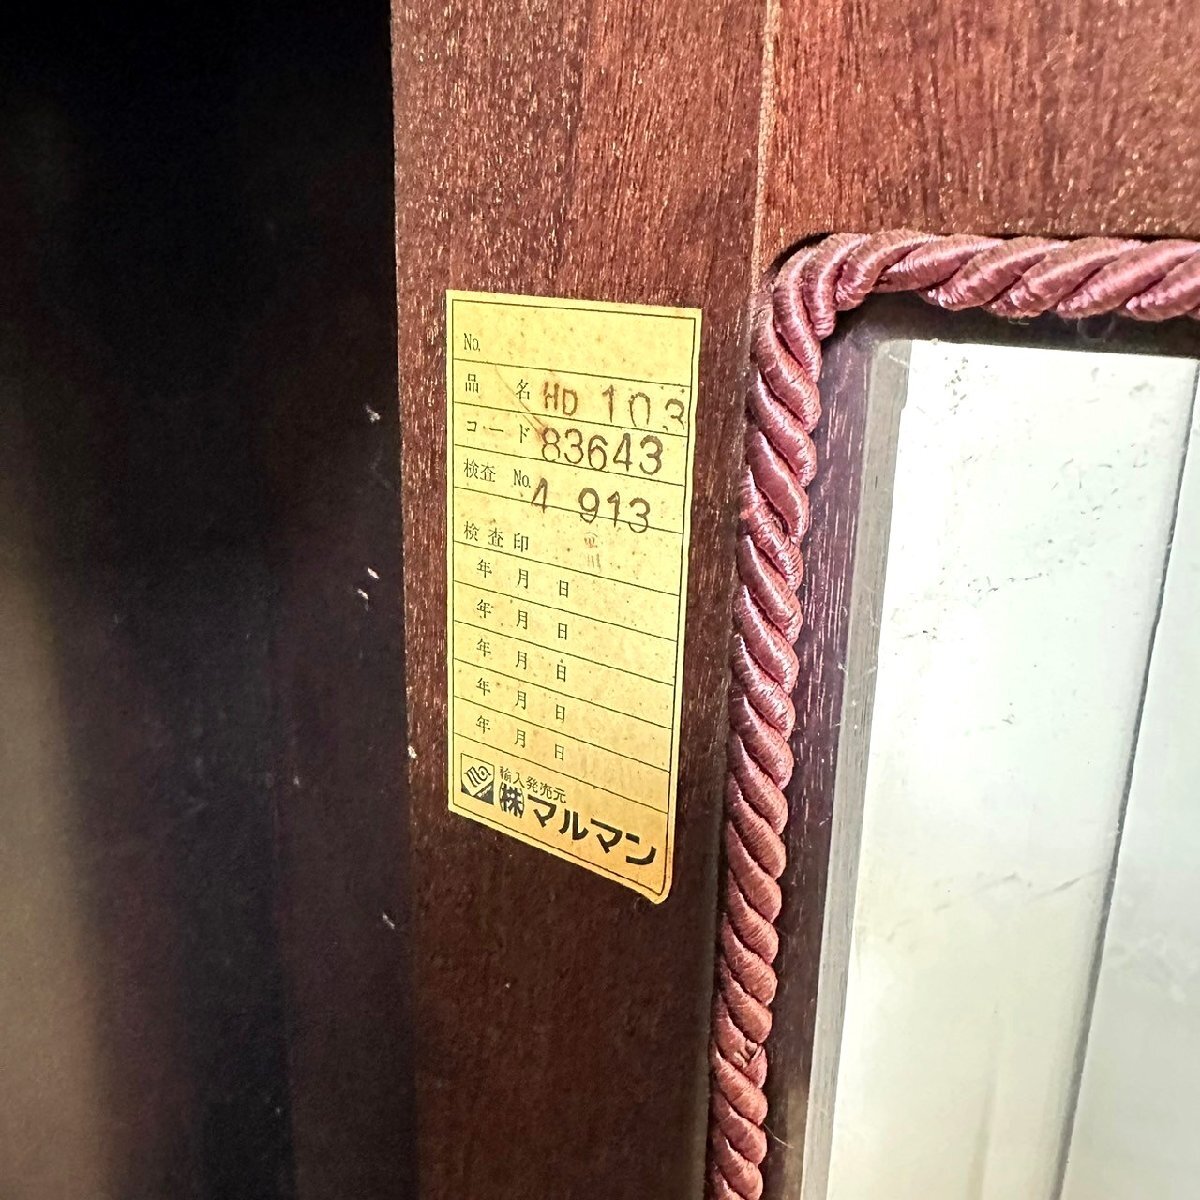 No.
品 名 HD 103
コード 83643
検査 No. 913
検査印
年 月 日
年 月 日
年 月 日
年 月 日
年 月 日
輸入発売元
㈱マルマン